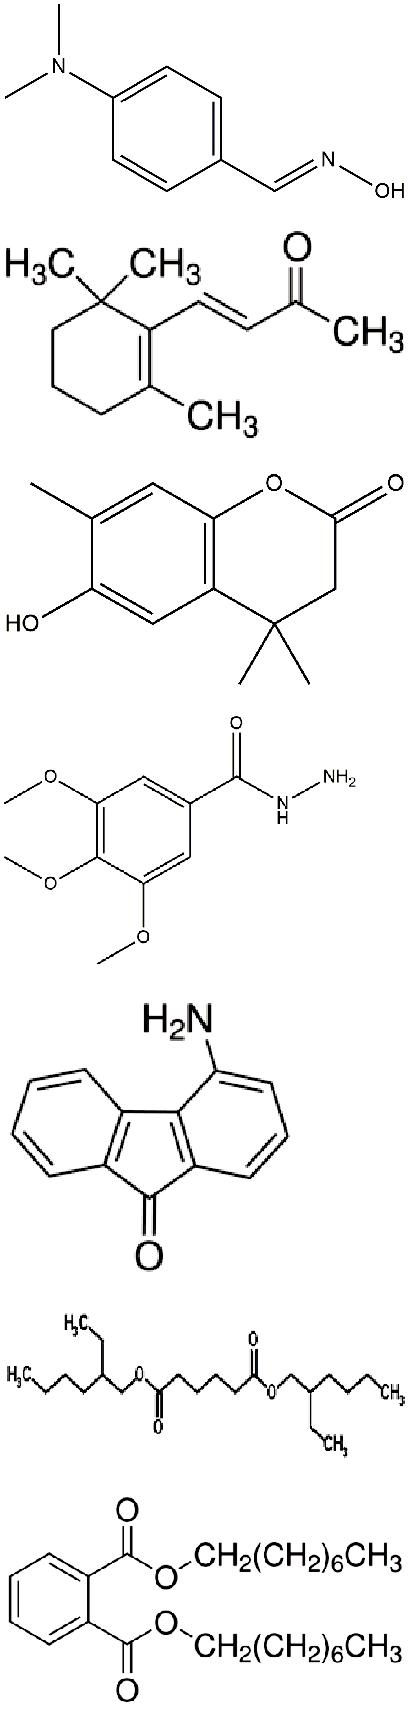 N
N
OH
O
H₃C CH₃
CH₃
CH₃
O O
HO
O
O NH₂
N
H
O
O
H₂N
O
H₃C
O
H₃C O
O CH₃
O
CH₃
O
O CH₂(CH₂)₆CH₃
O CH₂(CH₂)₆CH₃
O